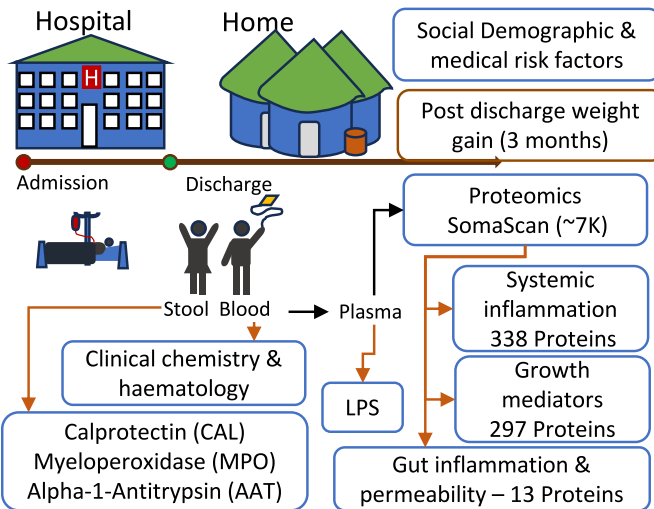 Hospital
Home
H
Social Demographic &
medical risk factors
Post discharge weight
gain (3 months)
Admission
Discharge
Proteomics
SomaScan (~7K)
Stool Blood
Plasma
Systemic
inflammation
338 Proteins
Clinical chemistry &
haematology
LPS
Growth
mediators
297 Proteins
Calprotectin (CAL)
Myeloperoxidase (MPO)
Alpha-1-Antitrypsin (AAT)
Gut inflammation &
permeability – 13 Proteins